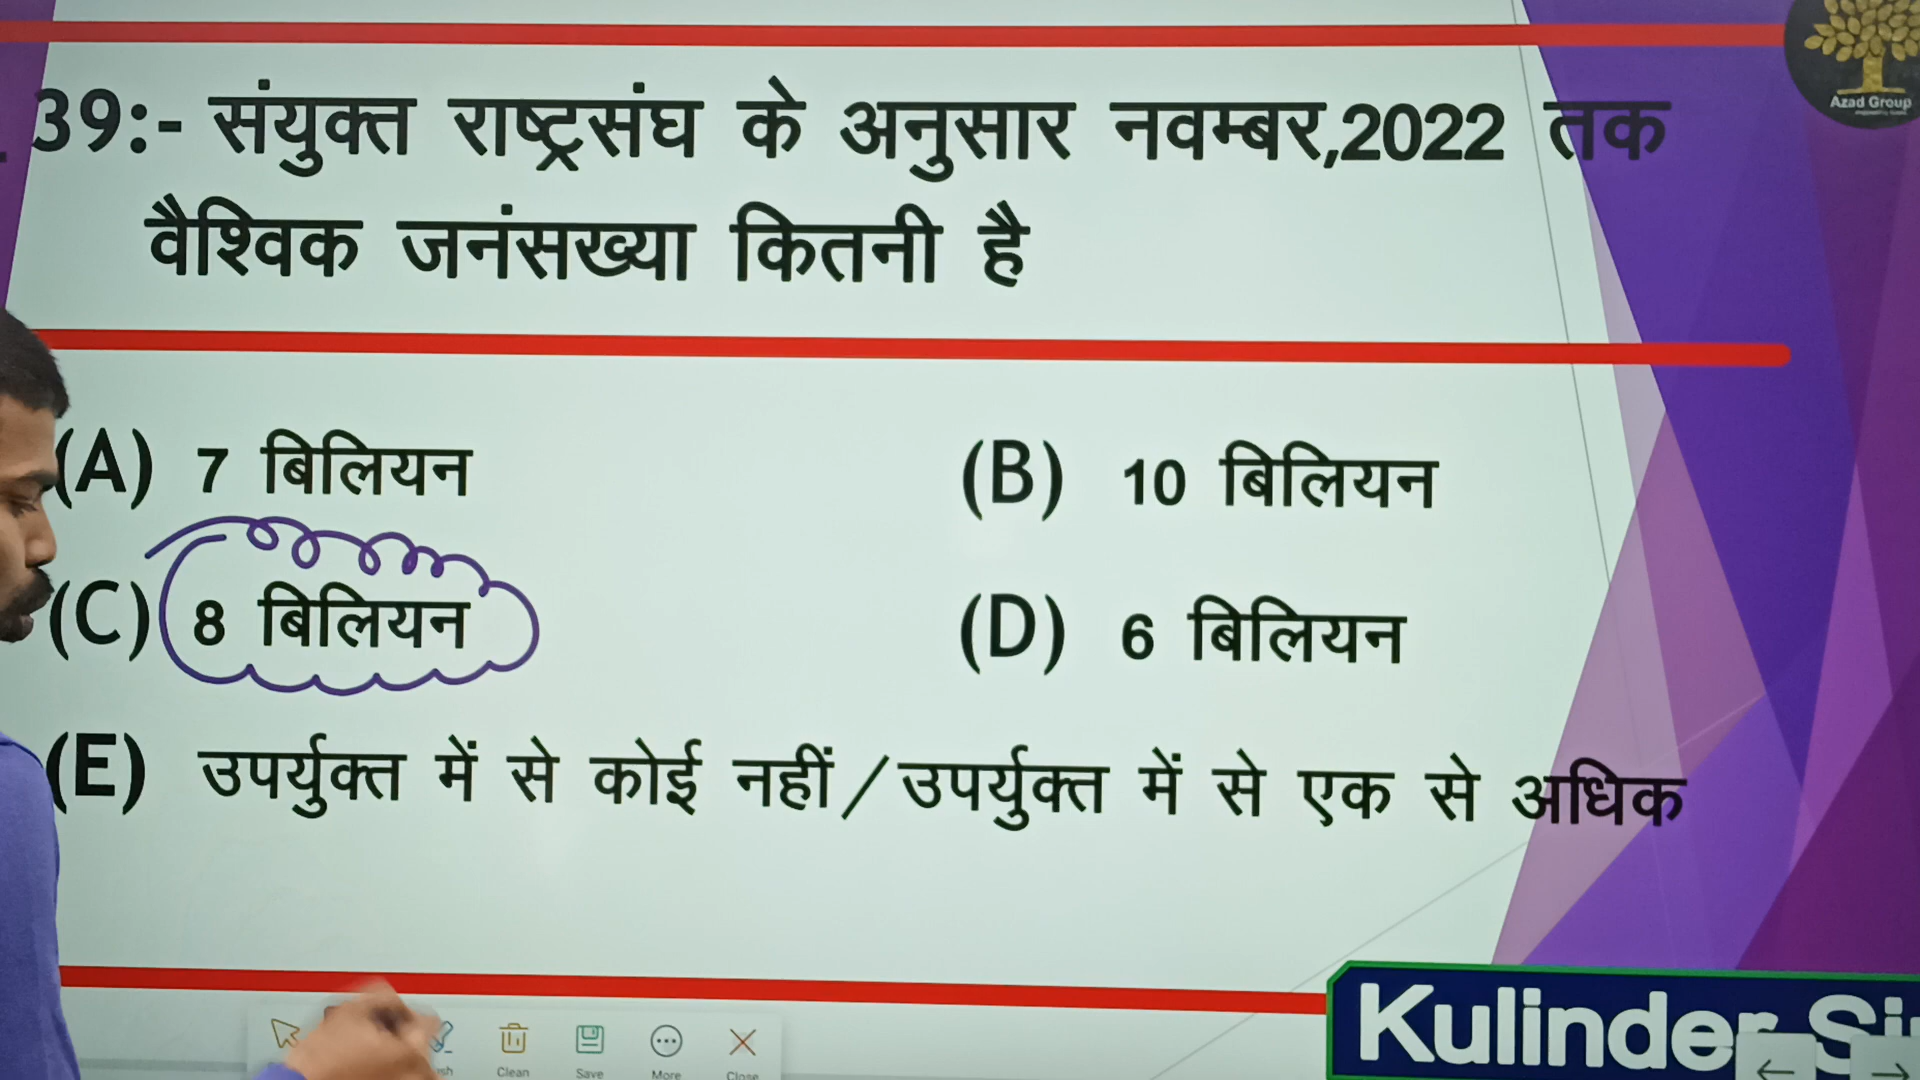 39:- संयुक्त राष्ट्रसंघ के अनुसार नवम्बर,2022 तक
वैश्विक जनंसख्या कितनी है
(A) 7 बिलियन
(B) 10 बिलियन
(C) 8 बिलियन
(D) 6 बिलियन
(E) उपर्युक्त में से कोई नहीं/उपर्युक्त में से एक से अधिक
Azad Group
Kulinder
Clean
Save
More
Close